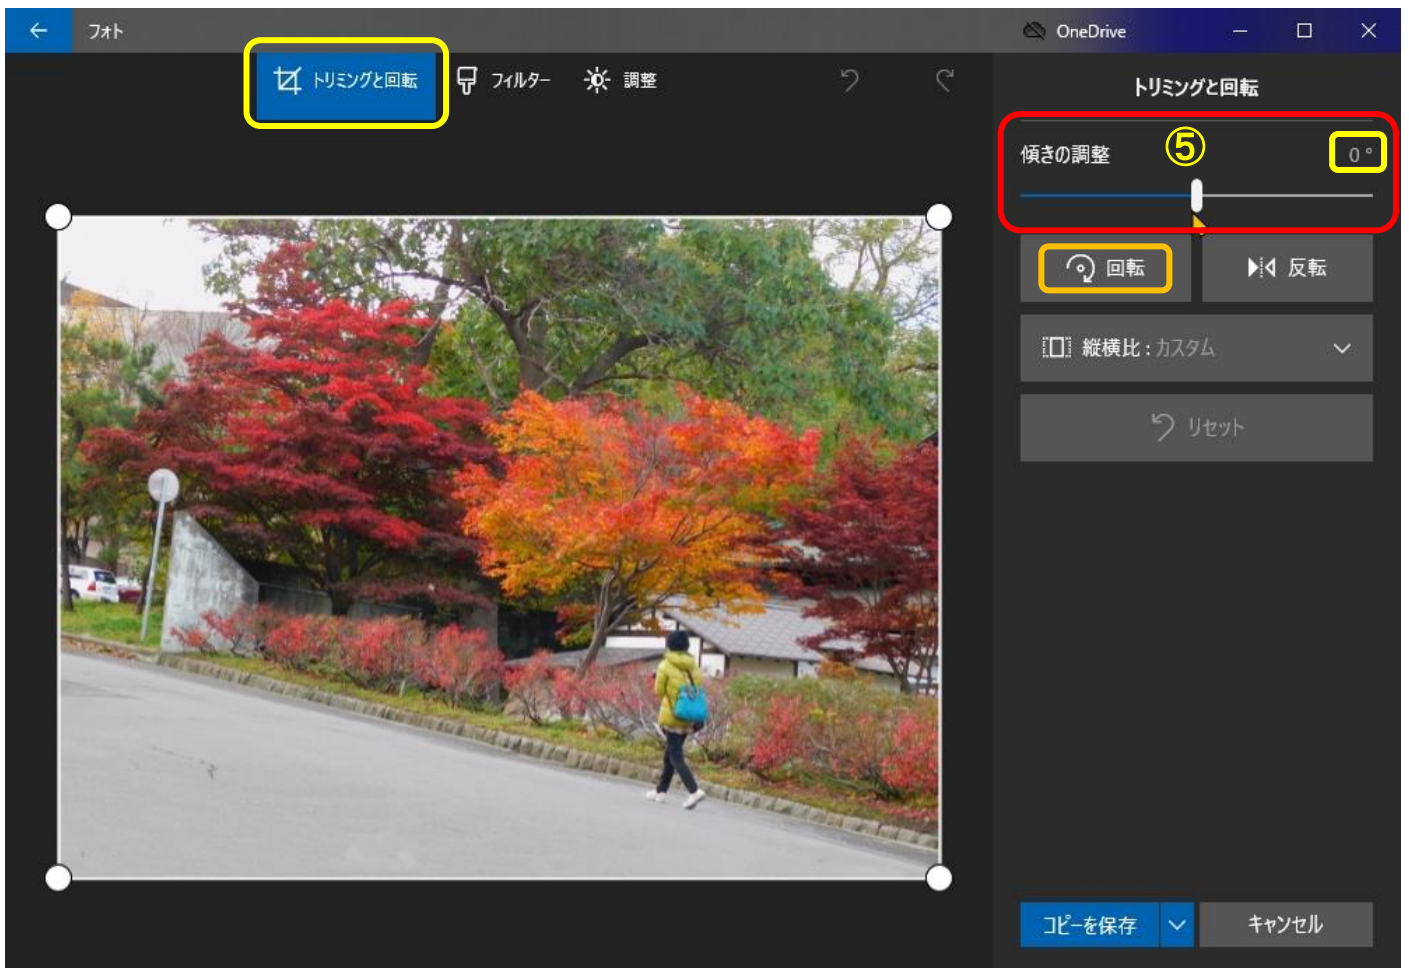 フォト
OneDrive
トリミングと回転
フィルター
調整
トリミングと回転
傾きの調整
⑤
0°
回転
反転
縦横比:カスタム
リセット
コピーを保存
キャンセル